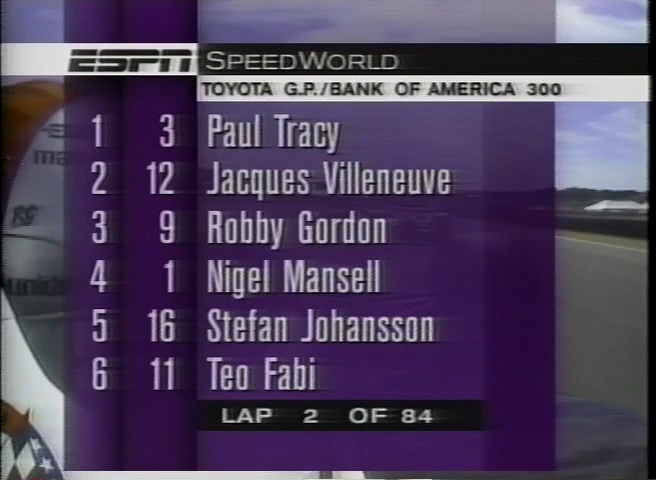 ESPN SPEEDWORLD
TOYOTA G.P./BANK OF AMERICA 300
1 3 Paul Tracy
2 12 Jacques Villeneuve
3 9 Robby Gordon
4 1 Nigel Mansell
5 16 Stefan Johansson
6 11 Teo Fabi
LAP 2 OF 84